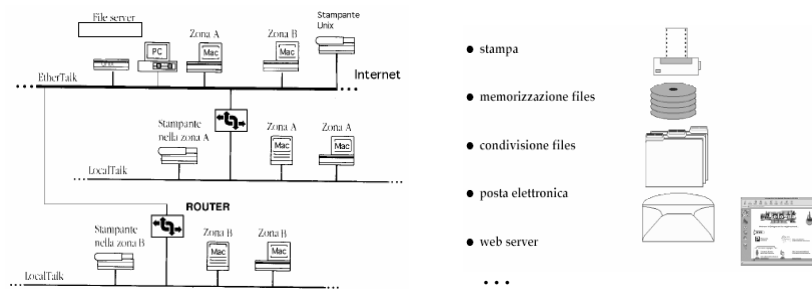 File server
Stampante
Unix
Zona A
Zona B
PC
Mac
Mac
EtherTalk
Internet
Stampante
nella zona A
Zona A
Zona A
Mac
Mac
LocalTalk
ROUTER
Stampante
nella zona B
Zona B
Zona B
Mac
Mac
LocalTalk
• stampa
• memorizzazione files
• condivisione files
• posta elettronica
• web server
• • •